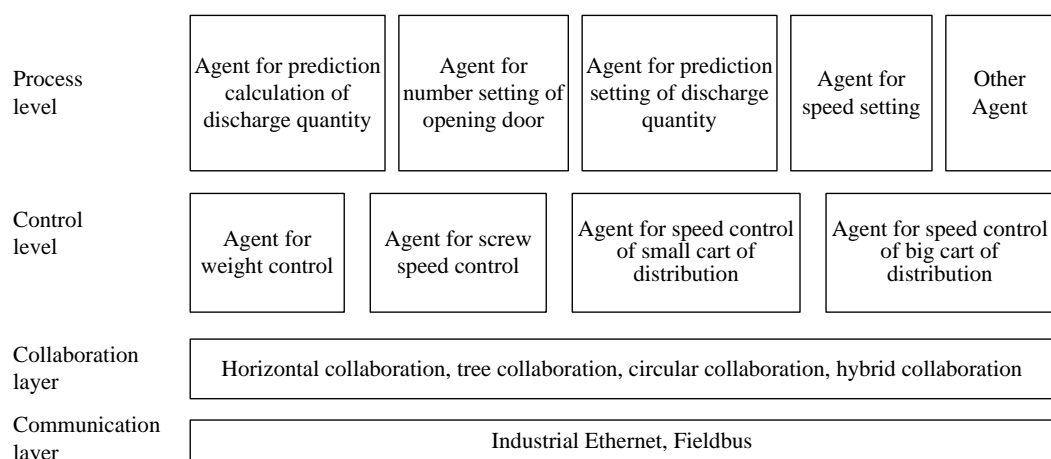 Process
level
Agent for prediction
calculation of
discharge quantity
Agent for
number setting of
opening door
Agent for prediction
setting of discharge
quantity
Agent for
speed setting
Other
Agent
Control
level
Agent for
weight control
Agent for screw
speed control
Agent for speed control
of small cart of
distribution
Agent for speed control
of big cart of
distribution
Collaboration
layer
Horizontal collaboration, tree collaboration, circular collaboration, hybrid collaboration
Communication
layer
Industrial Ethernet, Fieldbus